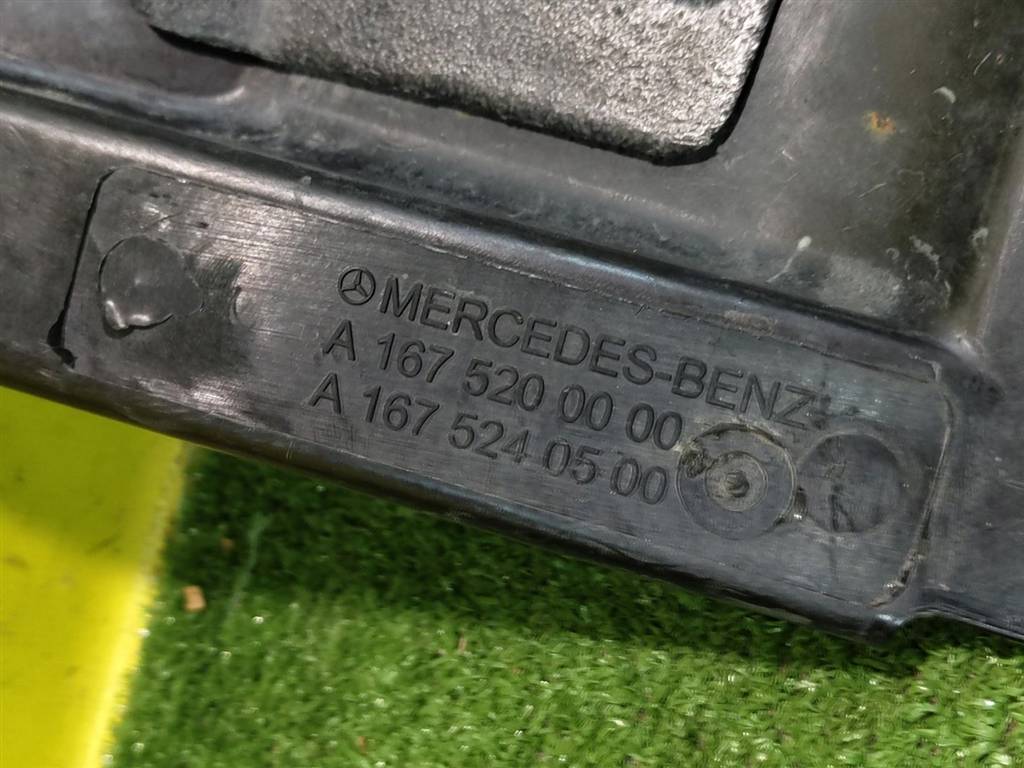 MERCEDES-BENZ
A 167 520 00 00
A 167 524 05 00